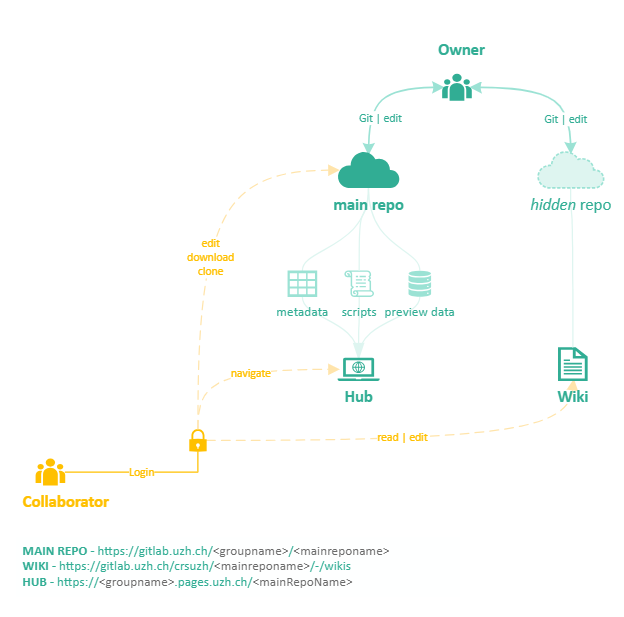 Owner
Git | edit
Git | edit
main repo
hidden repo
edit
download
clone
metadata
scripts
preview data
navigate
Hub
Wiki
read | edit
Login
Collaborator
MAIN REPO - https://gitlab.uzh.ch/<groupname>/<mainreponame>
WIKI - https://gitlab.uzh.ch/crsuzh/<mainreponame>/-/wikis
HUB - https://<groupname>.pages.uzh.ch/<mainRepoName>